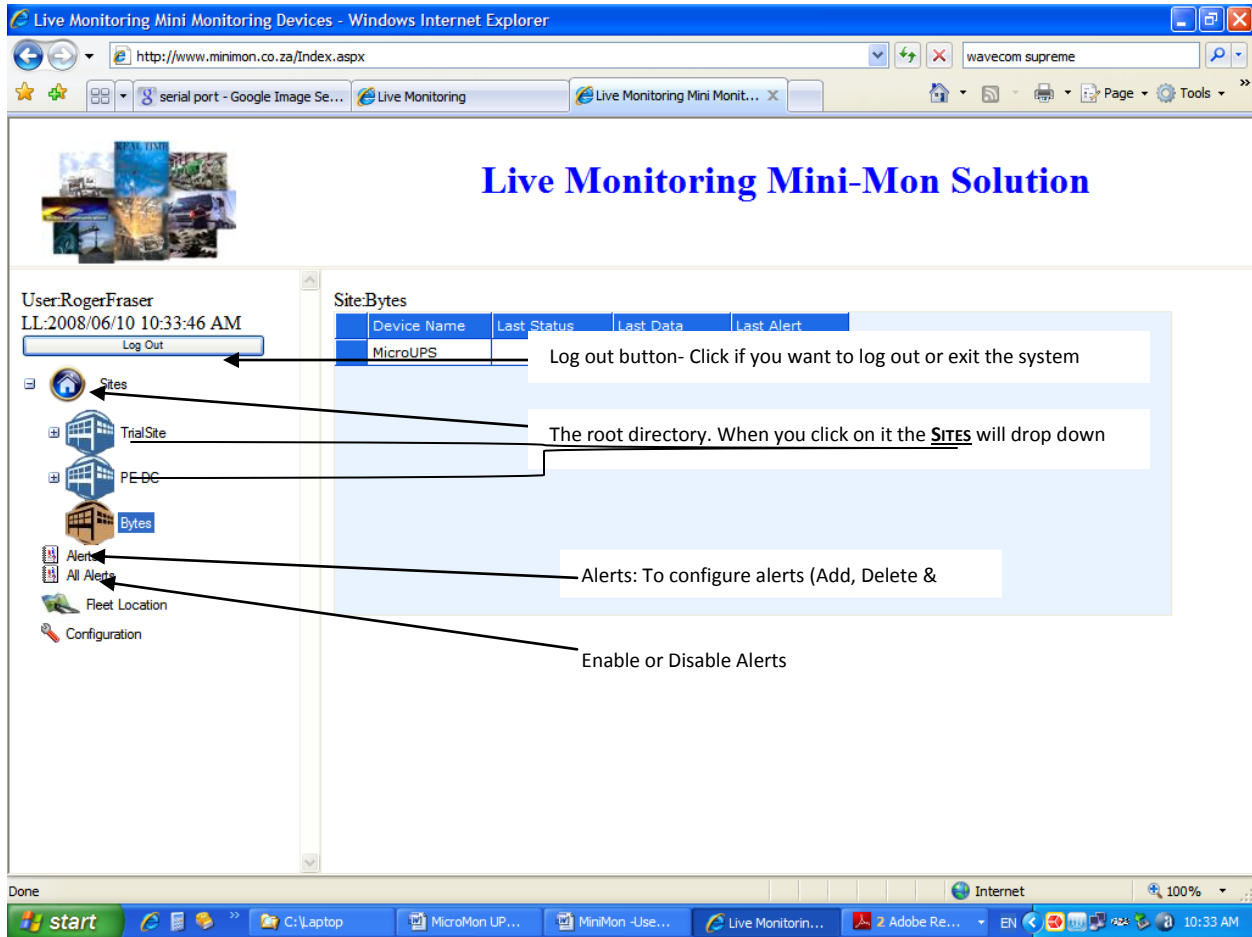 Live Monitoring Mini Monitoring Devices - Windows Internet Explorer
http://www.minimon.co.za/Index.aspx
wavecom supreme
serial port - Google Image Se...
Live Monitoring
Live Monitoring Mini Monit...
Page
Tools
REAL TIME
Live Monitoring Mini-Mon Solution
User:RogerFraser
LL:2008/06/10 10:33:46 AM
Log Out
Site:Bytes
Device Name Last Status Last Data Last Alert
MicroUPS
Log out button- Click if you want to log out or exit the system
Sites
The root directory. When you click on it the SITES will drop down
TrialSite
PE-DC
Bytes
Alerts
All Alerts
Fleet Location
Configuration
Alerts: To configure alerts (Add, Delete &
Enable or Disable Alerts
Done
Internet
100%
start
C:\Laptop
MicroMon UP...
MiniMon -Use...
Live Monitorin...
2 Adobe Re...
EN
10:33 AM